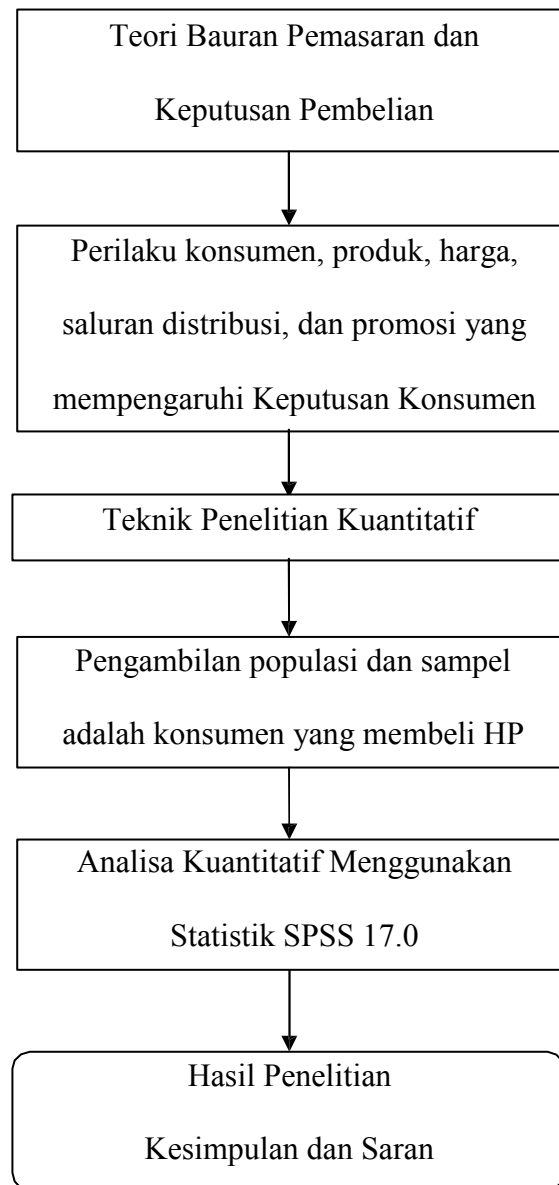 Teori Bauran Pemasaran dan
Keputusan Pembelian
Perilaku konsumen, produk, harga,
saluran distribusi, dan promosi yang
mempengaruhi Keputusan Konsumen
Teknik Penelitian Kuantitatif
Pengambilan populasi dan sampel
adalah konsumen yang membeli HP
Analisa Kuantitatif Menggunakan
Statistik SPSS 17.0
Hasil Penelitian
Kesimpulan dan Saran